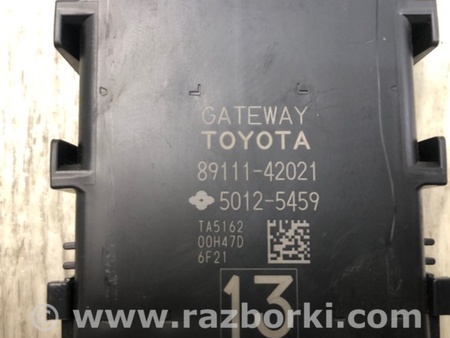 GATEWAY
TOYOTA
89111-42021
5012-5459
TA5162
00H47D
6F21
13
www.razborki.com